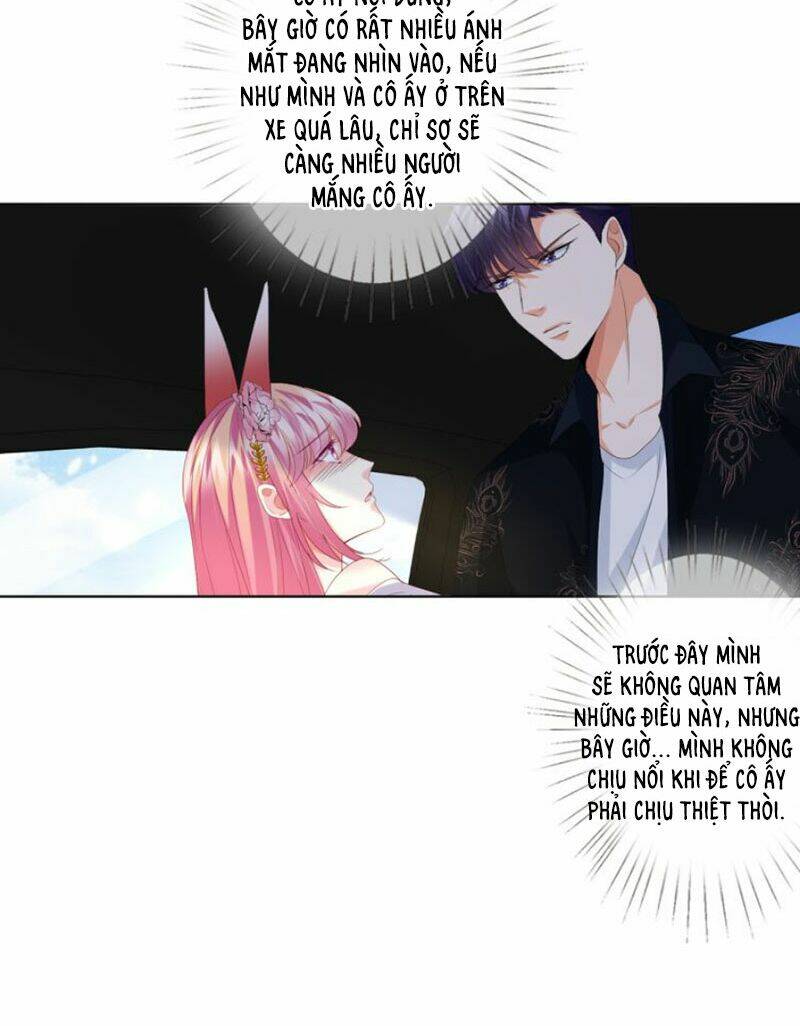 BÂY GIỜ CÓ RẤT NHIỀU ÁNH
MẮT ĐANG NHÌN VÀO, NẾU
NHƯ MÌNH VÀ CÔ ẤY Ở TRÊN
XE QUÁ LÂU, CHỈ SỢ SẼ
CÀNG NHIỀU NGƯỜI
MẮNG CÔ ẤY.
TRƯỚC ĐÂY MÌNH
SẼ KHÔNG QUAN TÂM
NHỮNG ĐIỀU NÀY, NHƯNG
BÂY GIỜ... MÌNH KHÔNG
CHỊU NỔI KHI ĐỂ CÔ ẤY
PHẢI CHỊU THIỆT THÒI.